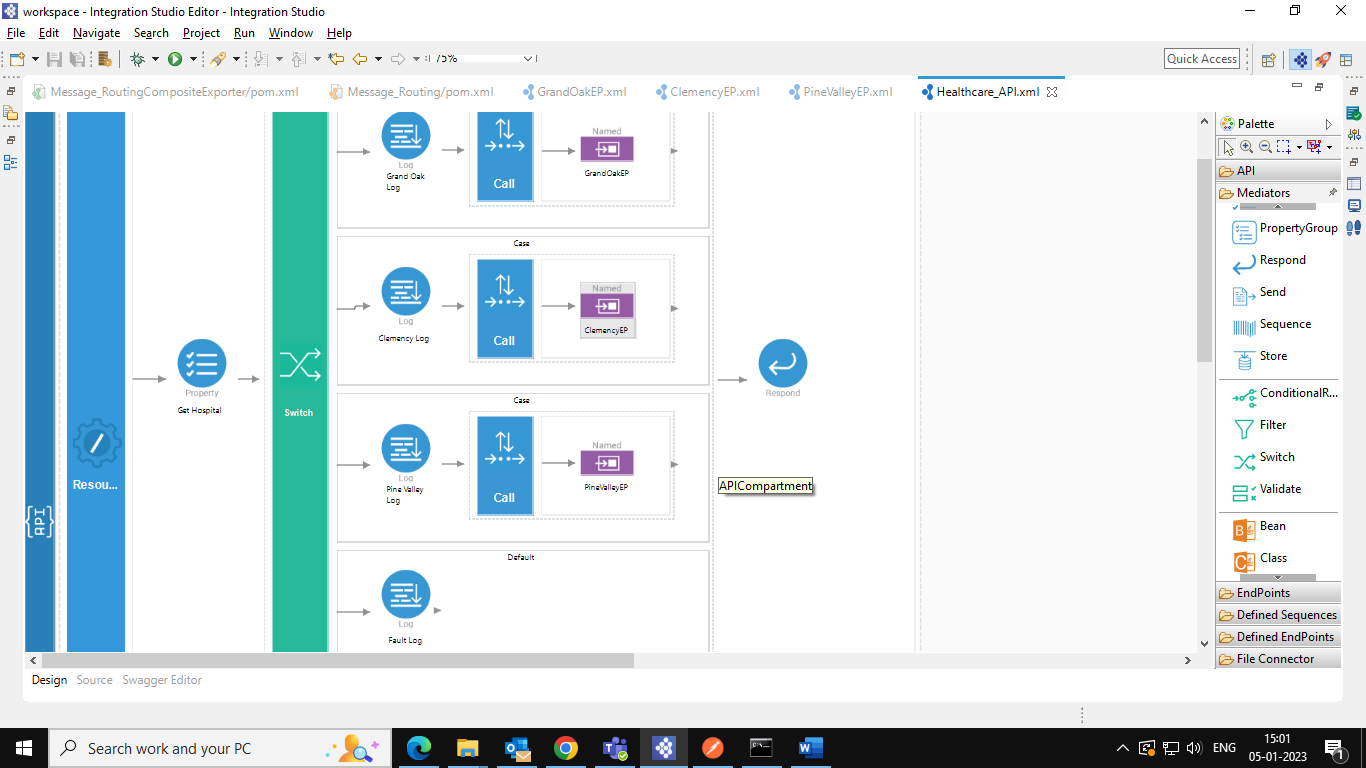 workspace - Integration Studio Editor - Integration Studio
File Edit Navigate Search Project Run Window Help
75%
Quick Access
Message_RoutingCompositeExporter/pom.xml
Message_Routing/pom.xml
GrandOakEP.xml
ClemencyEP.xml
PineValleyEP.xml
Healthcare_API.xml
API
Resou...
Property
Get Hospital
Switch
Log
Grand Oak
Log
Call
Named
GrandOakEP
Case
Log
Clemency Log
Call
Named
ClemencyEP
Case
Log
Pine Valley
Log
Call
Named
PineValleyEP
Default
Log
Fault Log
Respond
APICompartment
Palette
API
Mediators
PropertyGroup
Respond
Send
Sequence
Store
ConditionalR...
Filter
Switch
Validate
Bean
Class
EndPoints
Defined Sequences
Defined EndPoints
File Connector
Design Source Swagger Editor
Search work and your PC
ENG
15:01
05-01-2023
1